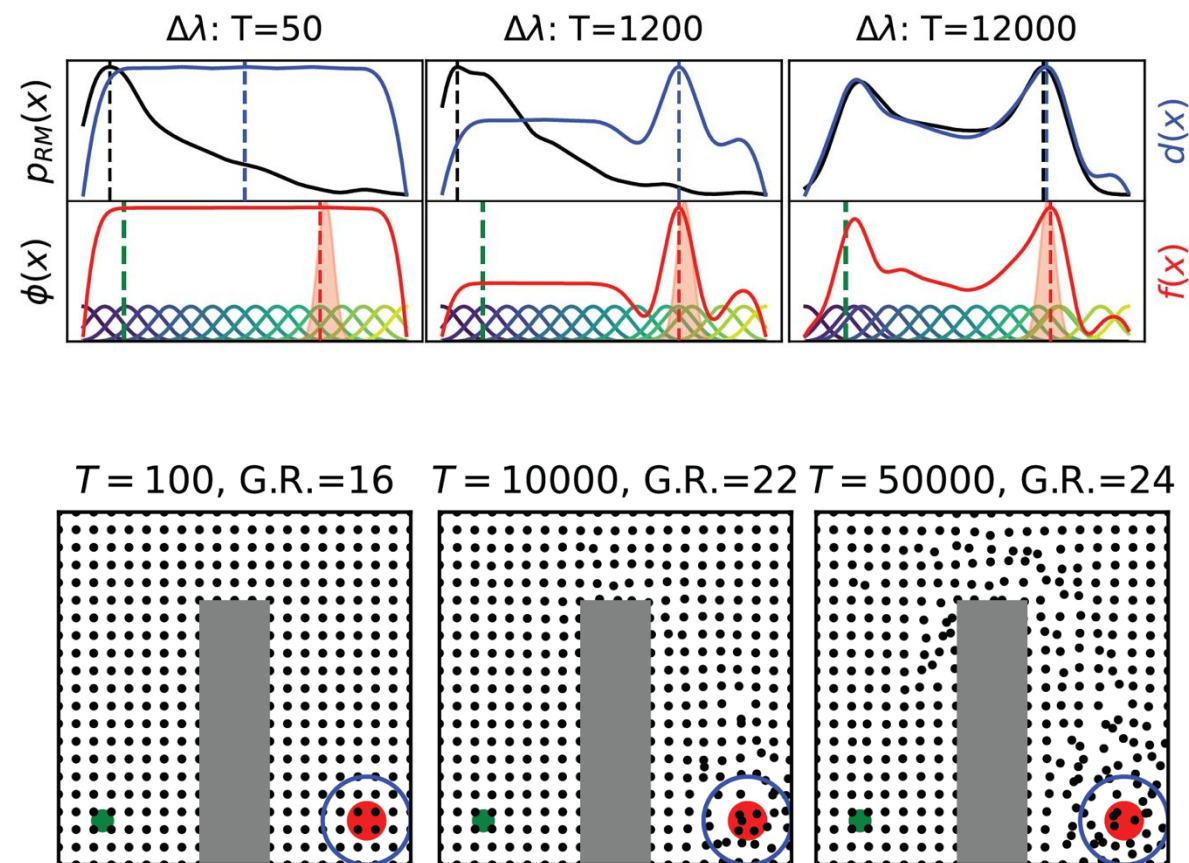 Δλ: T=50 Δλ: T=1200 Δλ: T=12000
p_RM(x) d(x)
ϕ(x) f(x)
T = 100, G.R.=16 T = 10000, G.R.=22 T = 50000, G.R.=24